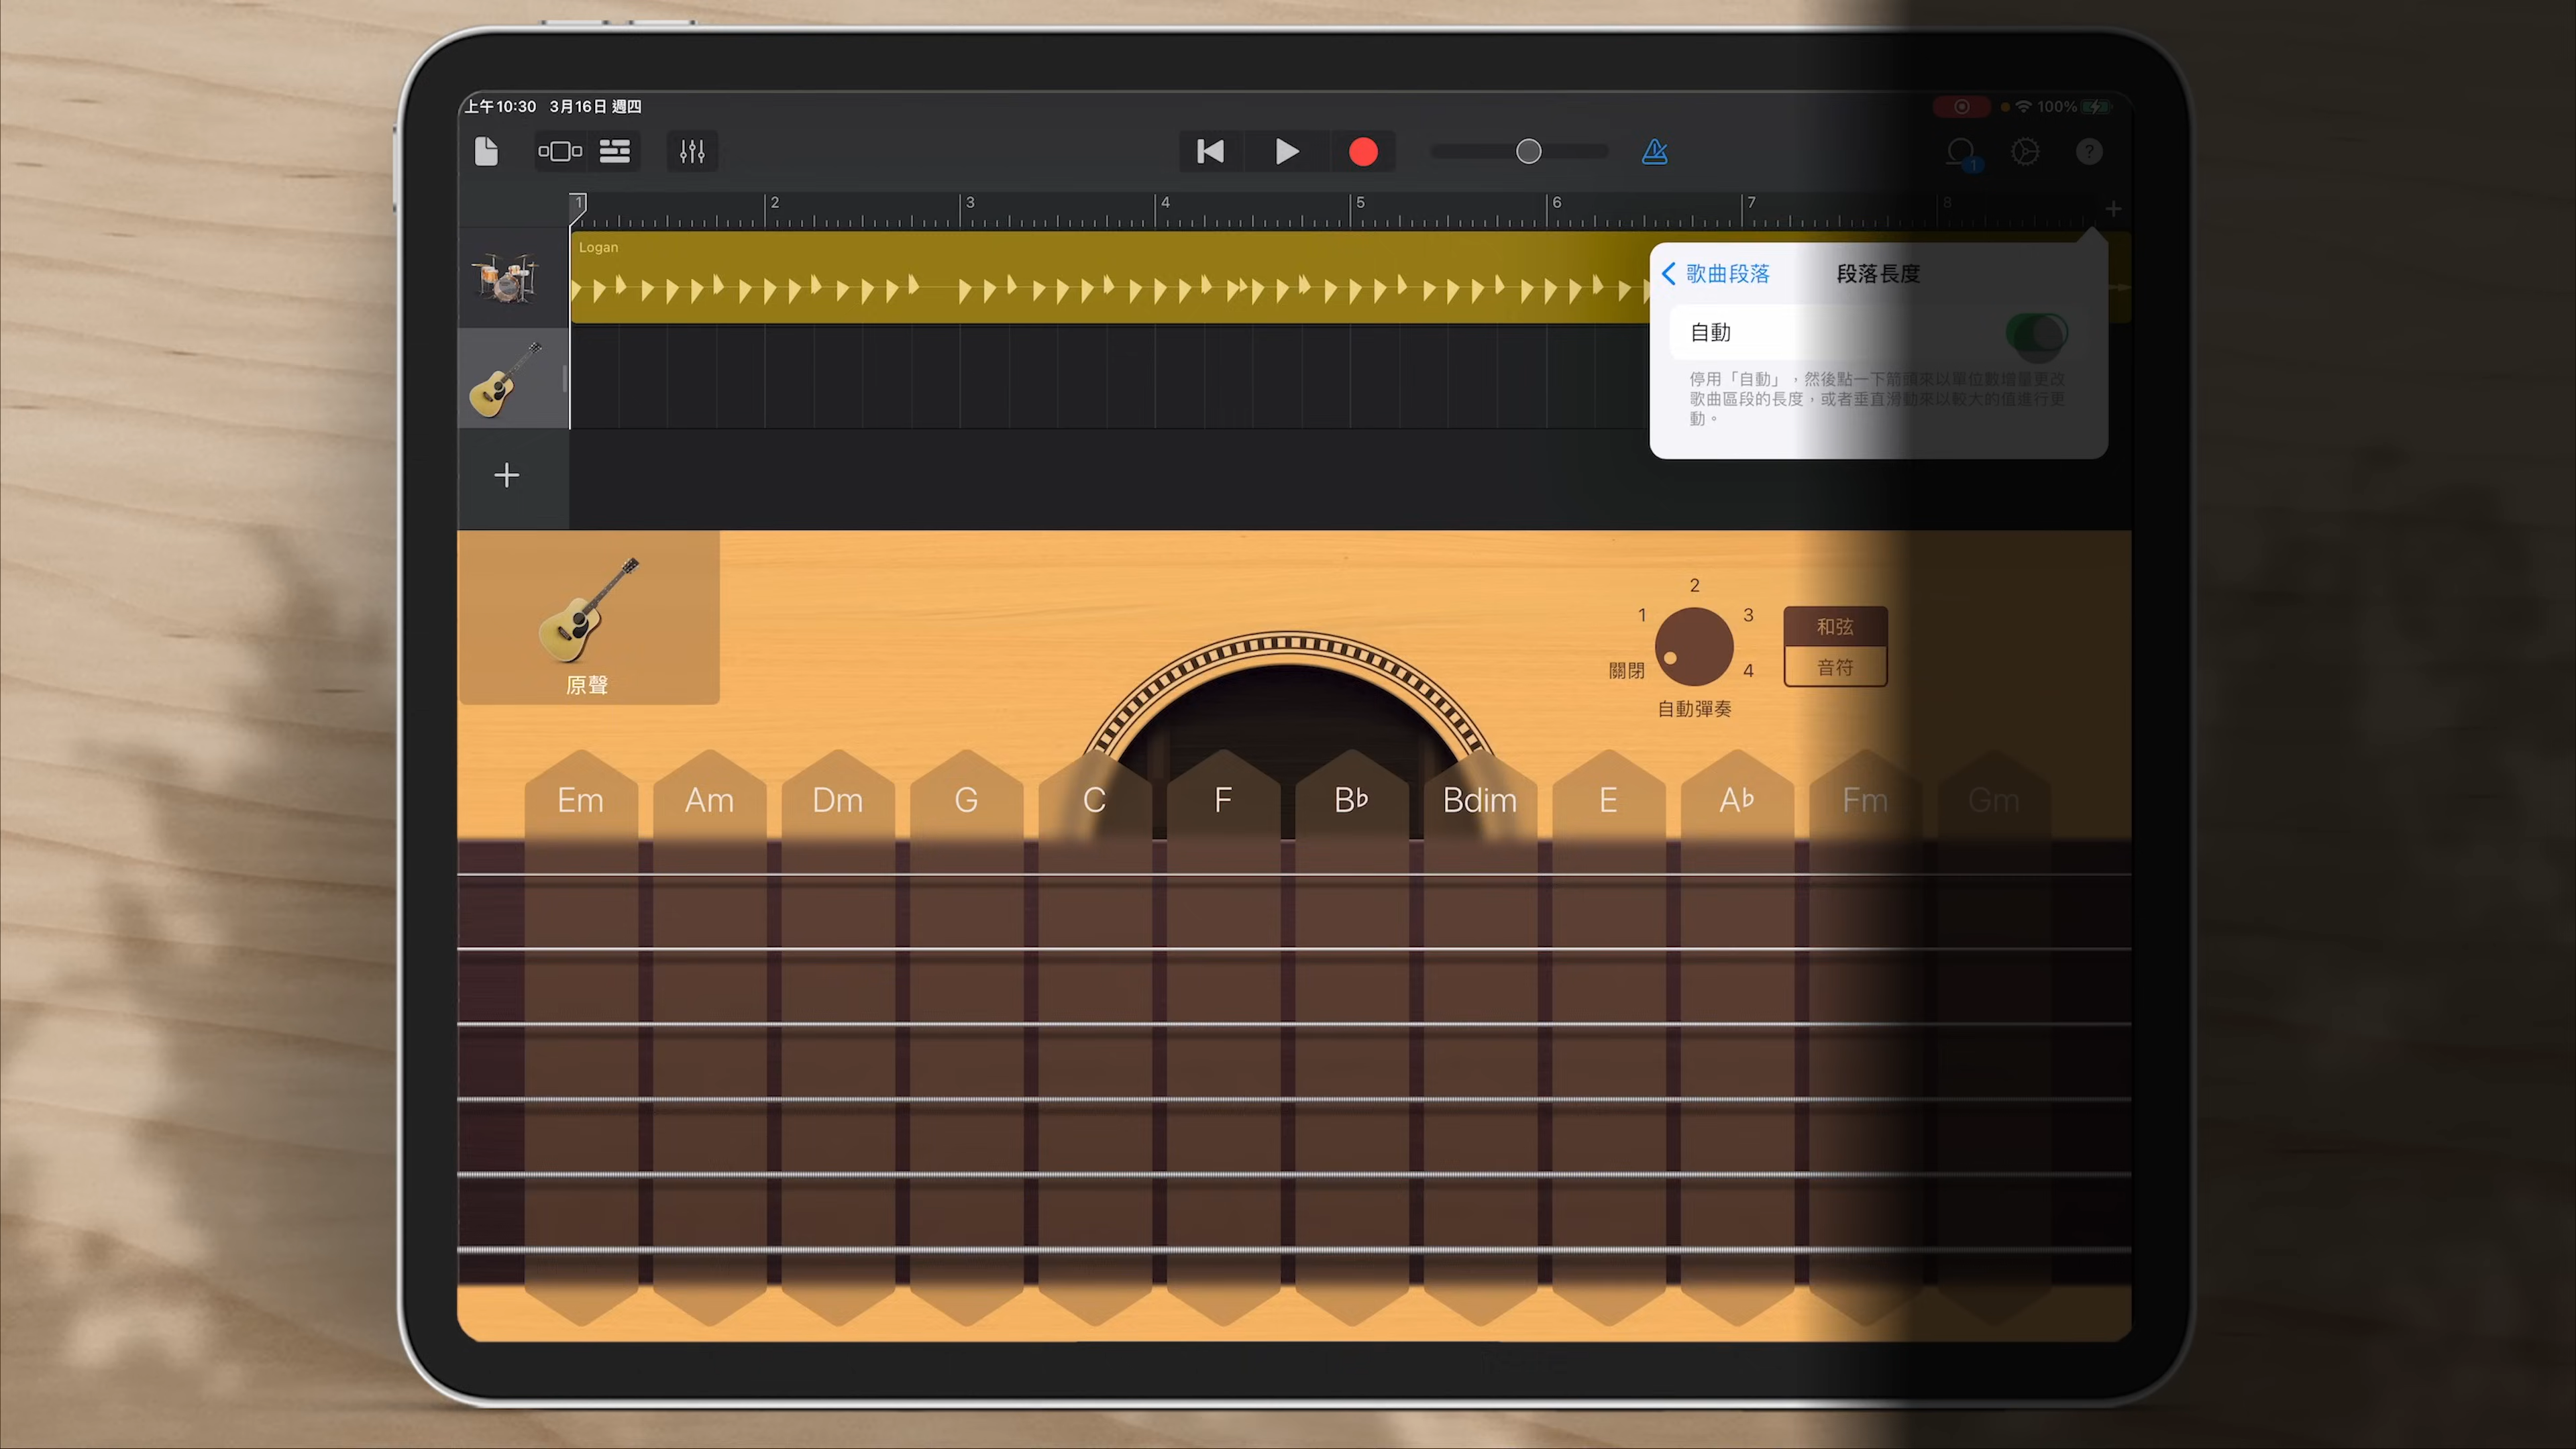 上午10:30 3月16日 週四
100%
1
?
1 2 3 4 5 6 7 8
Logan
歌曲段落 段落長度
自動
停用「自動」，然後點一下箭頭來以單位數增量更改
歌曲區段的長度，或者垂直滑動來以較大的值進行更
動。
原聲
2
1 3
關閉 4
自動彈奏
和弦
音符
Em Am Dm G C F B♭ Bdim E A♭ Fm Gm